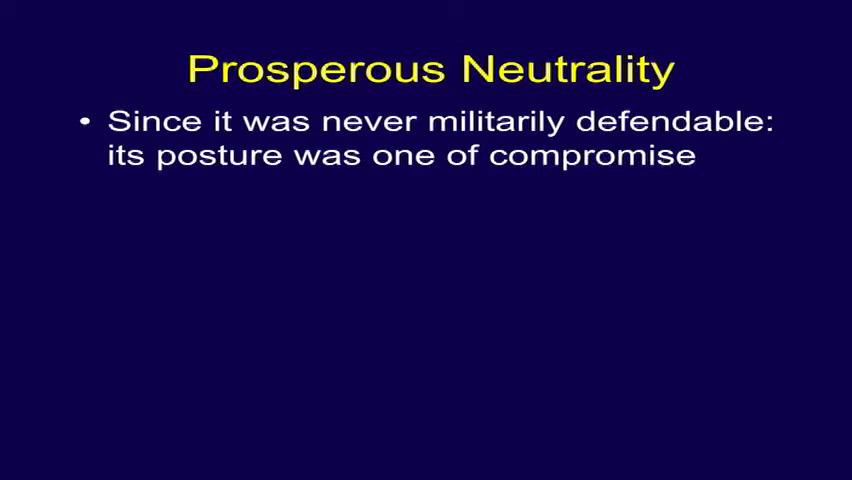 Prosperous Neutrality
• Since it was never militarily defendable:
its posture was one of compromise